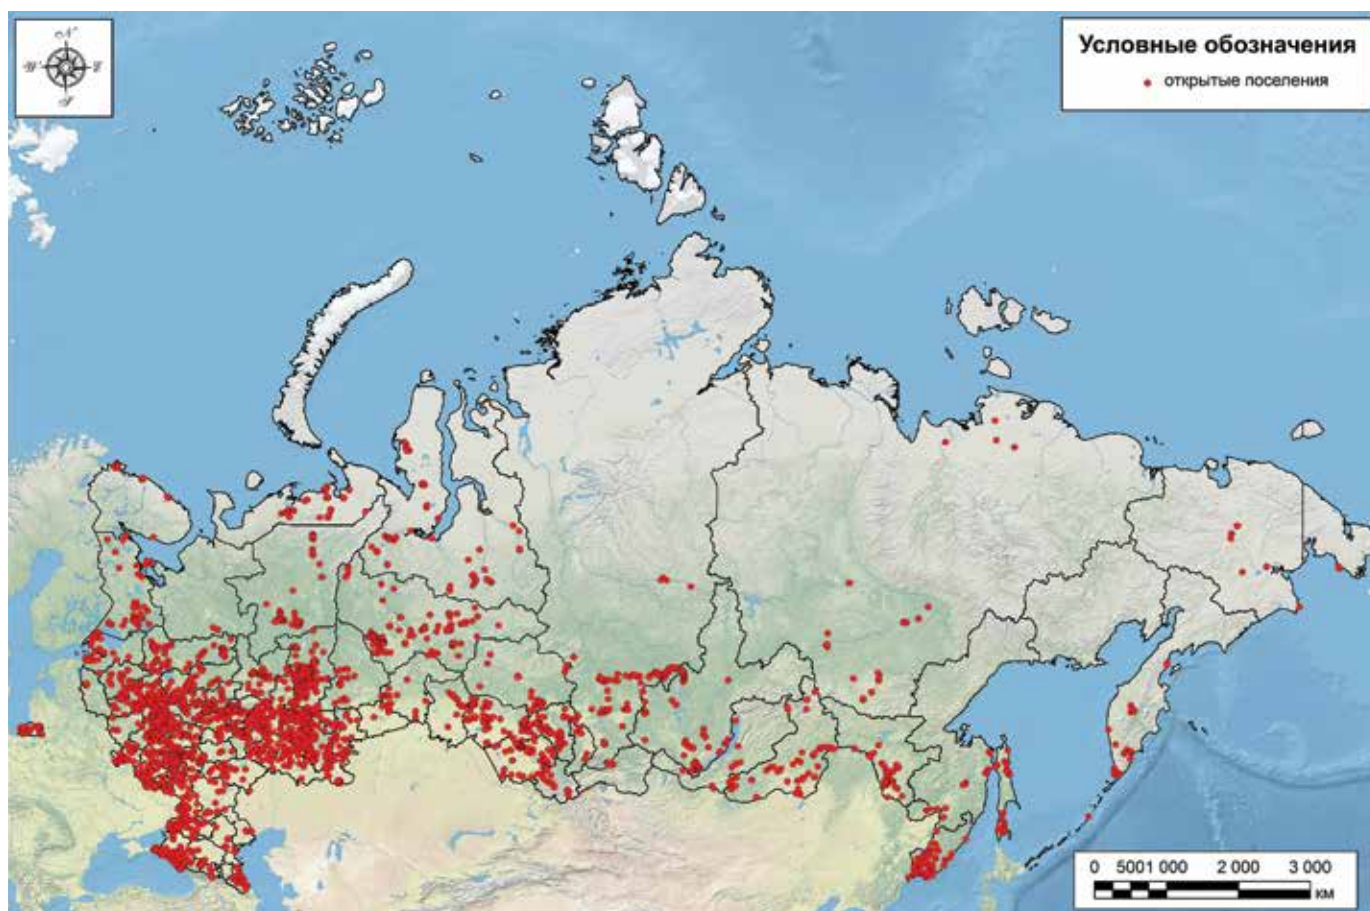 N
W E
S
Условные обозначения
открытые поселения
0 5001 000 2 000 3 000
км